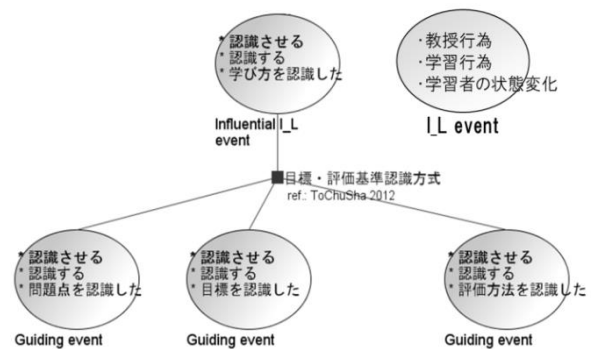 * 認識させる
* 認識する
* 学び方を認識した
Influential I_L
event
・教授行為
・学習行為
・学習者の状態変化
I_L event
目標・評価基準認識方式
ref.: ToChuSha 2012
* 認識させる
* 認識する
* 問題点を認識した
Guiding event
* 認識させる
* 認識する
* 目標を認識した
Guiding event
* 認識させる
* 認識する
* 評価方法を認識した
Guiding event